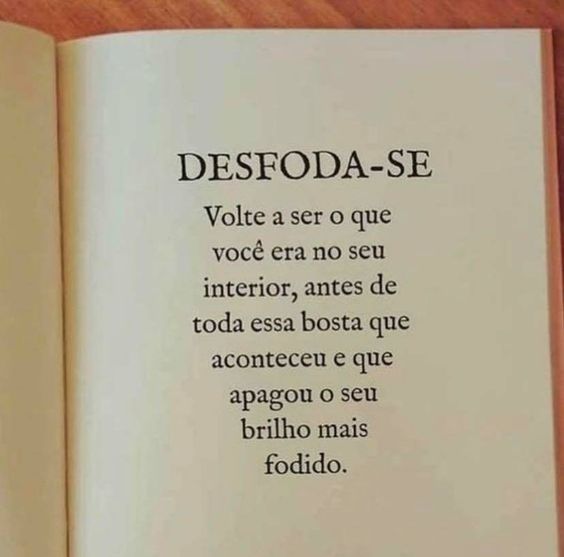 DESFODA-SE
Volte a ser o que
você era no seu
interior, antes de
toda essa bosta que
aconteceu e que
apagou o seu
brilho mais
fodido.